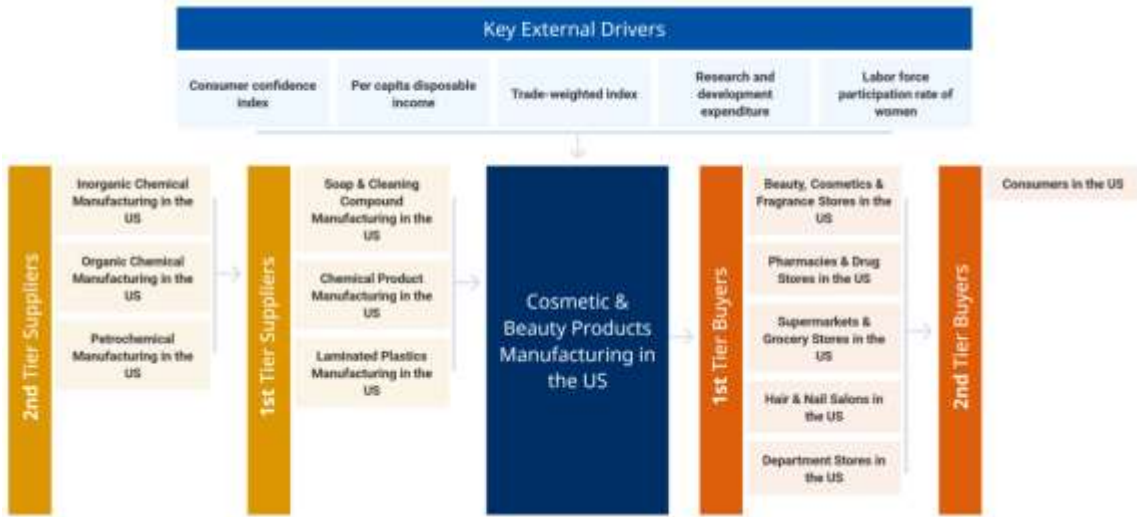 Key External Drivers
Consumer confidence
index
Per capita disposable
income
Trade-weighted index
Research and
development
expenditure
Labor force
participation rate of
women
2nd Tier Suppliers
Inorganic Chemical
Manufacturing in the
US
Organic Chemical
Manufacturing in the
US
Petrochemical
Manufacturing in the
US
1st Tier Suppliers
Soap & Cleaning
Compound
Manufacturing in the
US
Chemical Product
Manufacturing in the
US
Laminated Plastics
Manufacturing in the
US
Cosmetic &
Beauty Products
Manufacturing in
the US
1st Tier Buyers
Beauty, Cosmetics &
Fragrance Stores in the
US
Pharmacies & Drug
Stores in the US
Supermarkets &
Grocery Stores in the
US
Hair & Nail Salons in
the US
Department Stores in
the US
2nd Tier Buyers
Consumers in the US